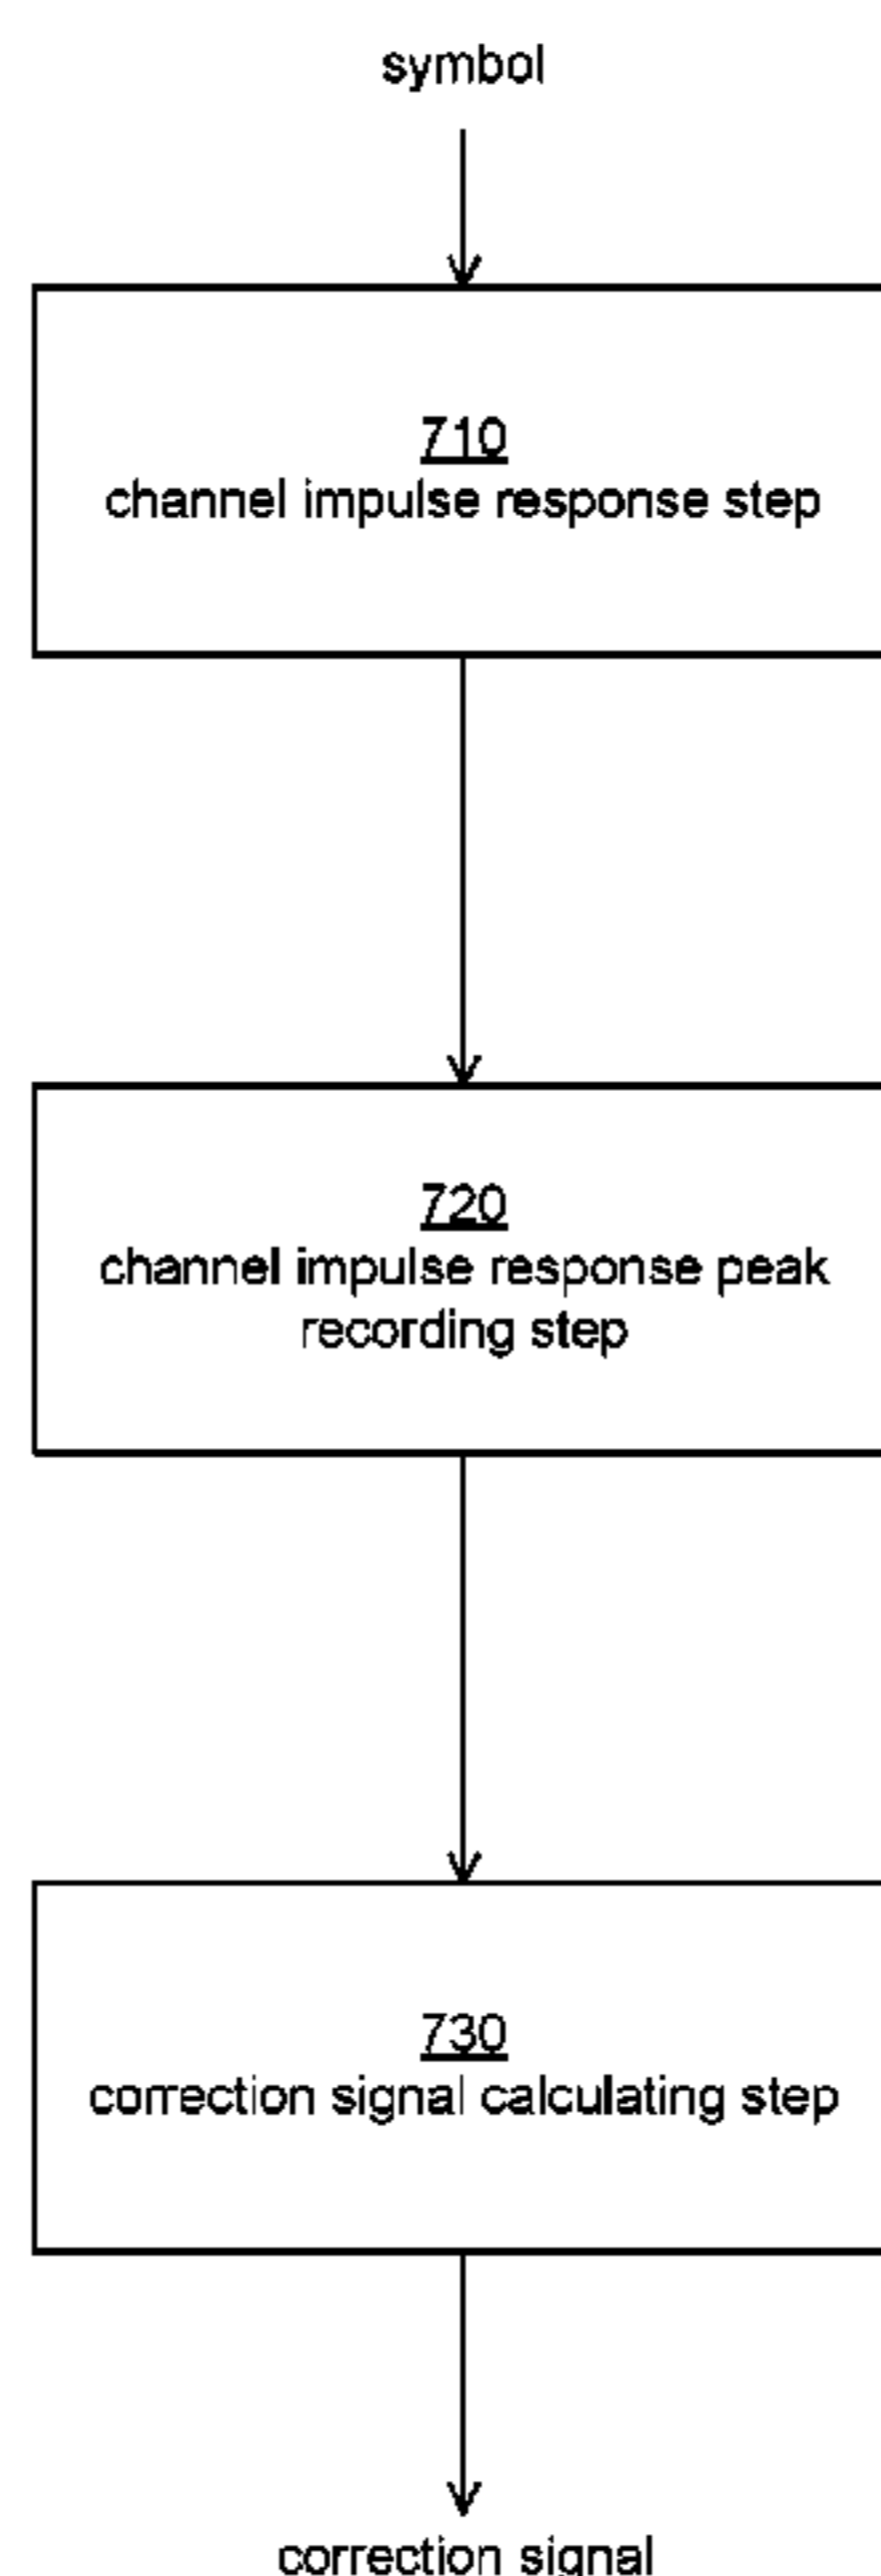 symbol
710
channel impulse response step
720
channel impulse response peak
recording step
730
correction signal calculating step
correction signal